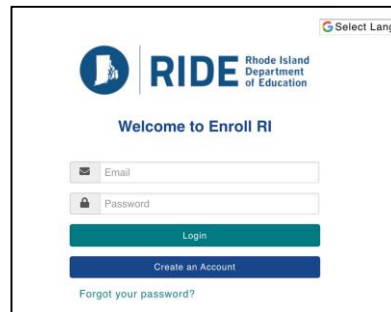 Select Lang
RIDE
Rhode Island
Department
of Education
Welcome to Enroll RI
Email
Password
Login
Create an Account
Forgot your password?